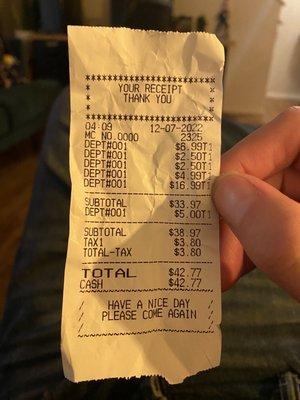 YOUR RECEIPT
THANK YOU
04:09 12-07-2022
MC NO.0000 2325
DEPT#001 $6.99T1
DEPT#001 $2.50T1
DEPT#001 $2.50T1
DEPT#001 $4.99T1
DEPT#001 $16.99T1
SUBTOTAL $33.97
DEPT#001 $5.00T1
SUBTOTAL $38.97
TAX1 $3.80
TOTAL-TAX $3.80
TOTAL $42.77
CASH $42.77
HAVE A NICE DAY
PLEASE COME AGAIN